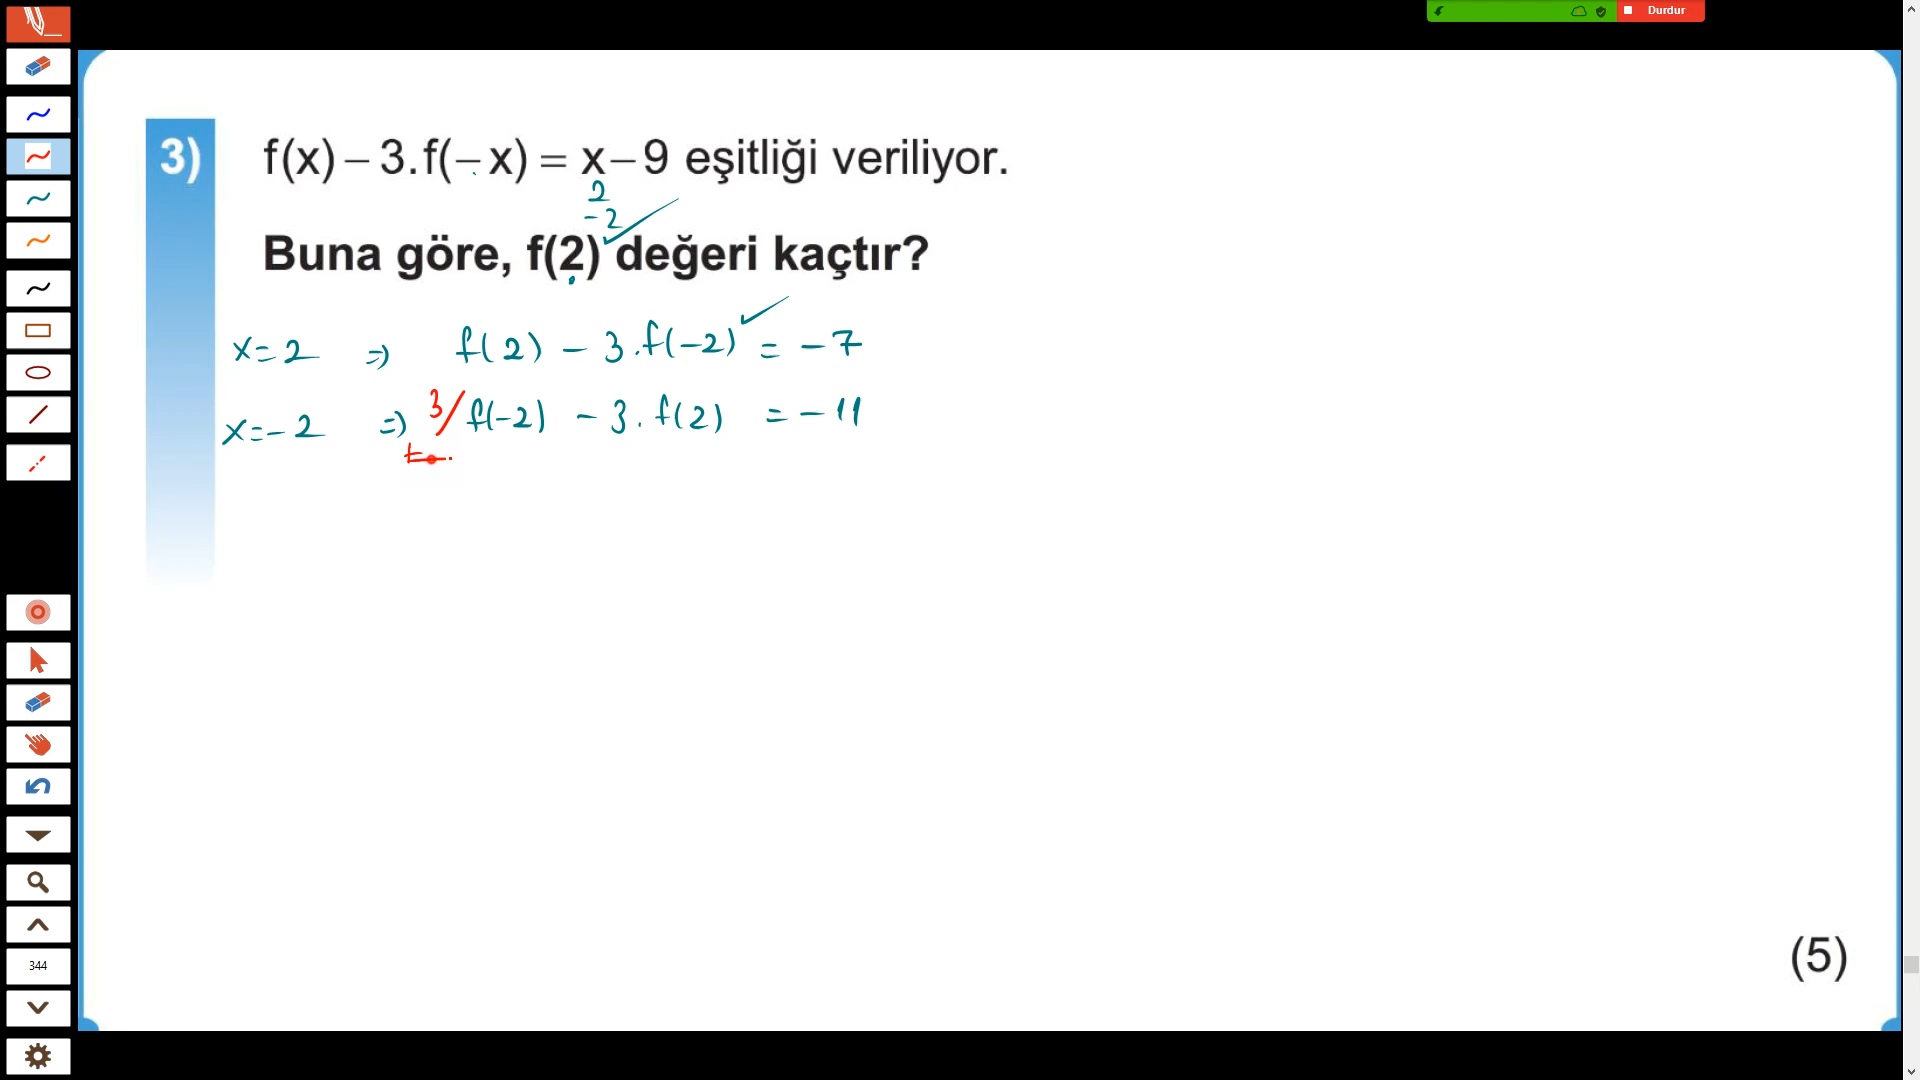 Durdur
3) f(x) – 3.f(– x) = x – 9 eşitliği veriliyor.
2
-2
Buna göre, f(2) değeri kaçtır?
x=2 => f(2) - 3.f(-2) = -7
x=-2 => 3/ f(-2) - 3.f(2) = -11
+
344
(5)